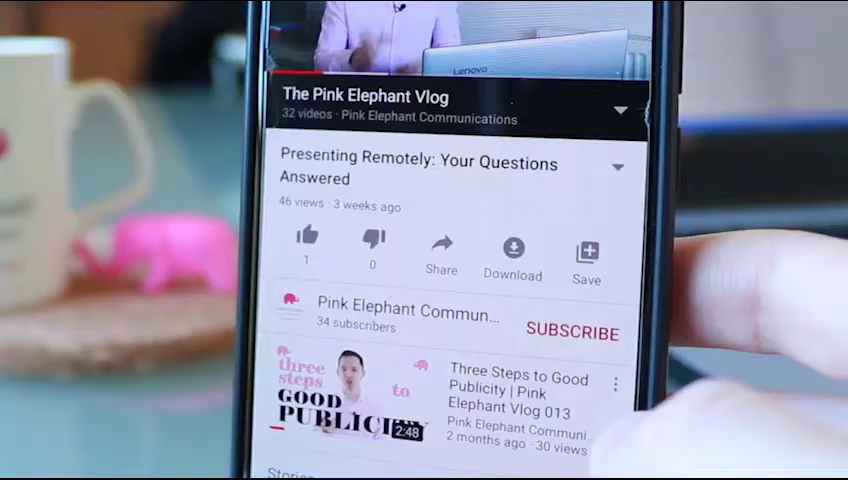 Lenovo
The Pink Elephant Vlog
32 videos · Pink Elephant Communications
Presenting Remotely: Your Questions
Answered
46 views · 3 weeks ago
1
0
Share
Download
Save
Pink Elephant Commun...
34 subscribers
SUBSCRIBE
three
steps
to
GOOD
2:48
Three Steps to Good
Publicity | Pink
Elephant Vlog 013
Pink Elephant Communi...
2 months ago · 30 views